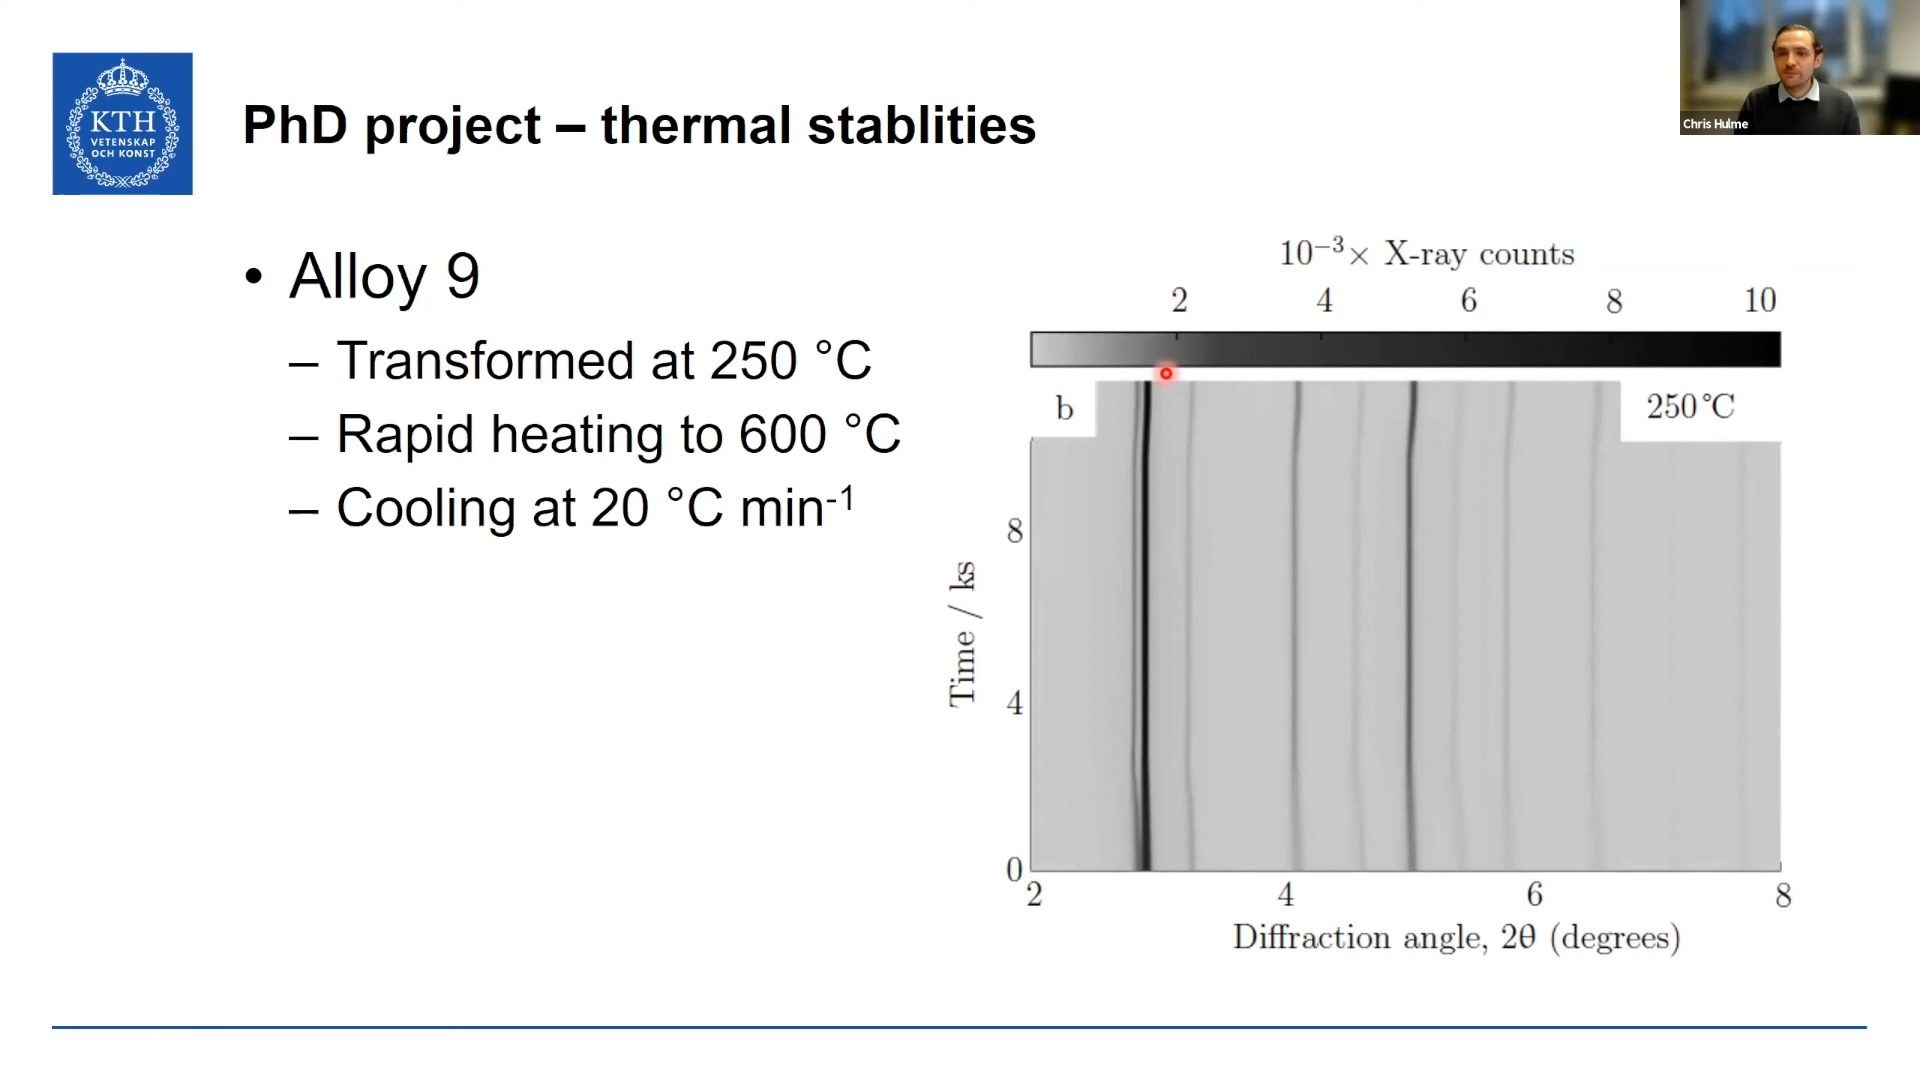 KTH
VETENSKAP
OCH KONST
PhD project – thermal stablities
Chris Hulme
• Alloy 9
– Transformed at 250 °C
– Rapid heating to 600 °C
– Cooling at 20 °C min-1
10−3× X-ray counts
2 4 6 8 10
b
250°C
Time / ks
8
4
0
2 4 6 8
Diffraction angle, 2θ (degrees)